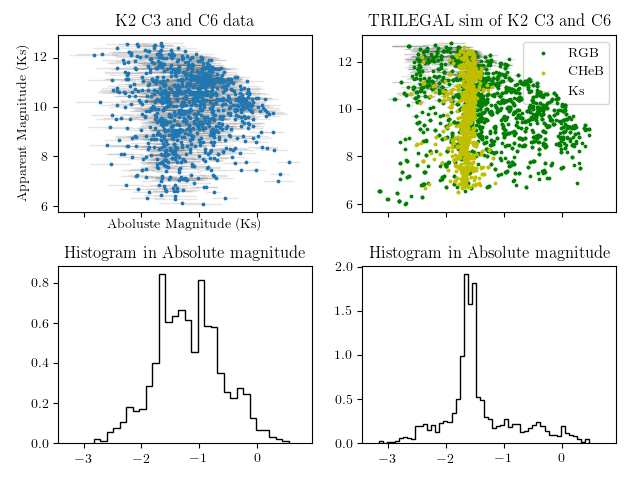 K2 C3 and C6 data
TRILEGAL sim of K2 C3 and C6
Apparent Magnitude (Ks)
12
10
8
6
Aboluste Magnitude (Ks)
12
10
8
6
RGB
CHeB
Ks
Histogram in Absolute magnitude
Histogram in Absolute magnitude
0.8
0.6
0.4
0.2
0.0
−3 −2 −1 0
2.0
1.5
1.0
0.5
0.0
−3 −2 −1 0